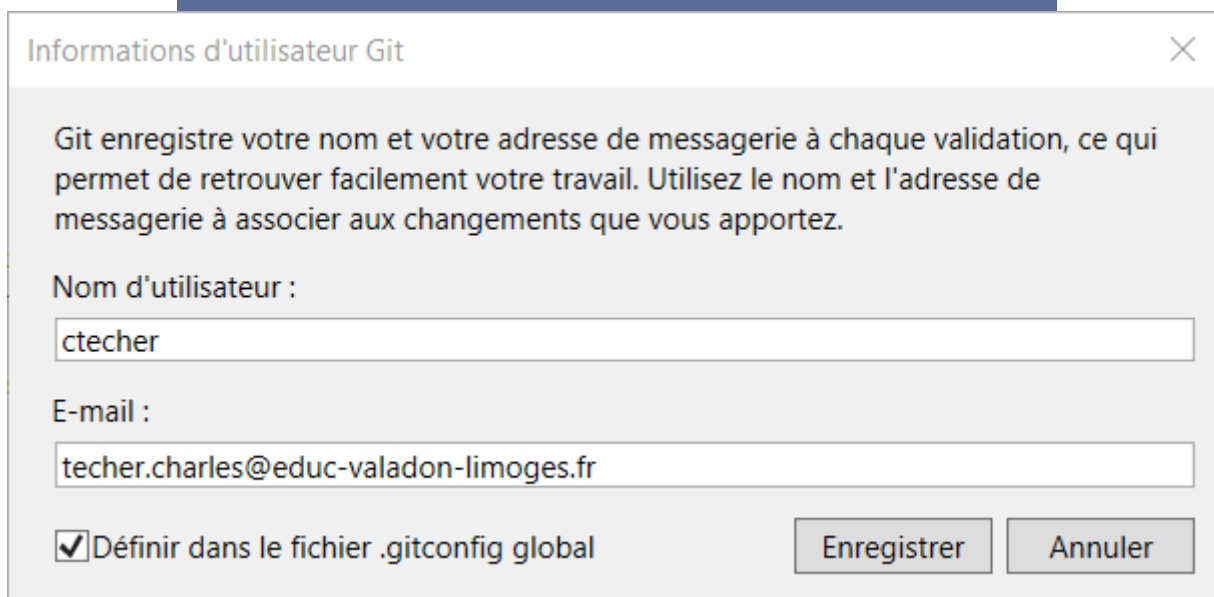 Informations d'utilisateur Git
Git enregistre votre nom et votre adresse de messagerie à chaque validation, ce qui
permet de retrouver facilement votre travail. Utilisez le nom et l'adresse de
messagerie à associer aux changements que vous apportez.
Nom d'utilisateur :
ctecher
E-mail :
techer.charles@educ-valadon-limoges.fr
Définir dans le fichier .gitconfig global
Enregistrer
Annuler